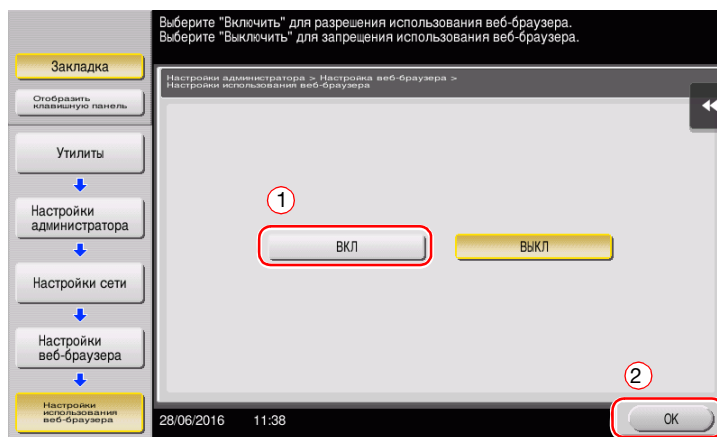 Выберите "Включить" для разрешения использования веб-браузера.
Выберите "Выключить" для запрещения использования веб-браузера.
Закладка
Отобразить
клавишную панель
Настройки администратора > Настройка веб-браузера >
Настройки использования веб-браузера
Утилиты
Настройки
администратора
Настройки сети
Настройки
веб-браузера
Настройки
использования
веб-браузера
1
ВКЛ
ВЫКЛ
2
28/06/2016 11:38
OK